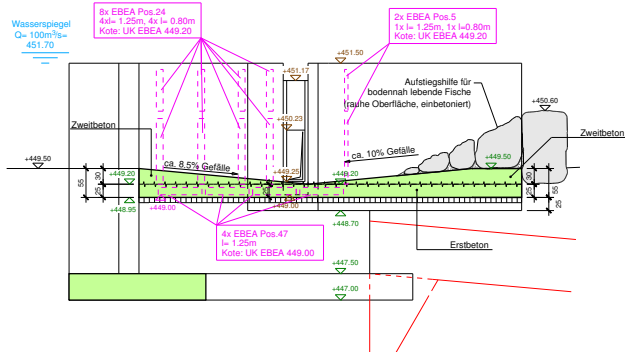 Wasserspiegel
Q= 100m³/s=
451.70
8x EBEA Pos.24
4xl= 1.25m, 4x l= 0.80m
Kote: UK EBEA 449.20
2x EBEA Pos.5
1x l= 1.25m, 1x l=0.80m
Kote: UK EBEA 449.20
+451.50
+451.17
Aufstiegshilfe für
bodennah lebende Fische
(rauhe Oberfläche, einbetoniert)
+450.60
+450.23
Zweitbeton
Zweitbeton
+449.50
ca. 8.5% Gefälle
ca. 10% Gefälle
+449.50
+449.25
+449.20
+449.20
55
30
25
30
25
55
25
+448.95
+449.00
+449.00
4x EBEA Pos.47
l= 1.25m
Kote: UK EBEA 449.00
+448.70
Erstbeton
+447.50
+447.00